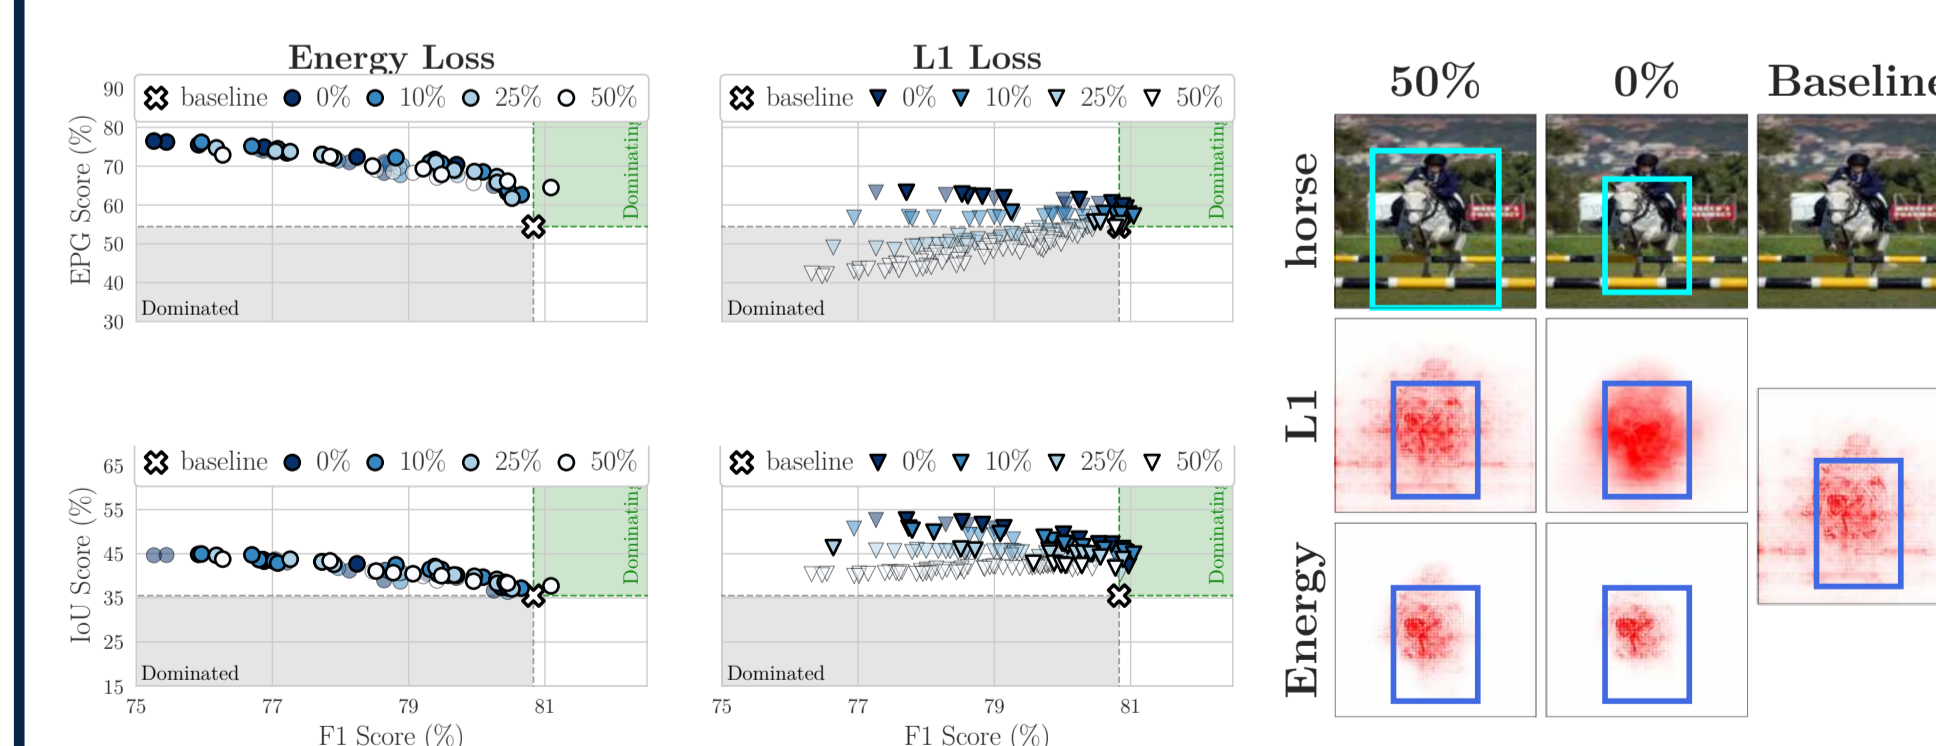 Energy Loss
baseline 0% 10% 25% 50%
90
80
70
60
50
40
30
EPG Score (%)
Dominating
Dominated
L1 Loss
baseline 0% 10% 25% 50%
Dominating
Dominated
baseline 0% 10% 25% 50%
65
55
45
35
25
15
IoU Score (%)
Dominating
Dominated
75 77 79 81
F1 Score (%)
baseline 0% 10% 25% 50%
Dominating
Dominated
75 77 79 81
F1 Score (%)
50% 0% Baseline
horse
L1
Energy